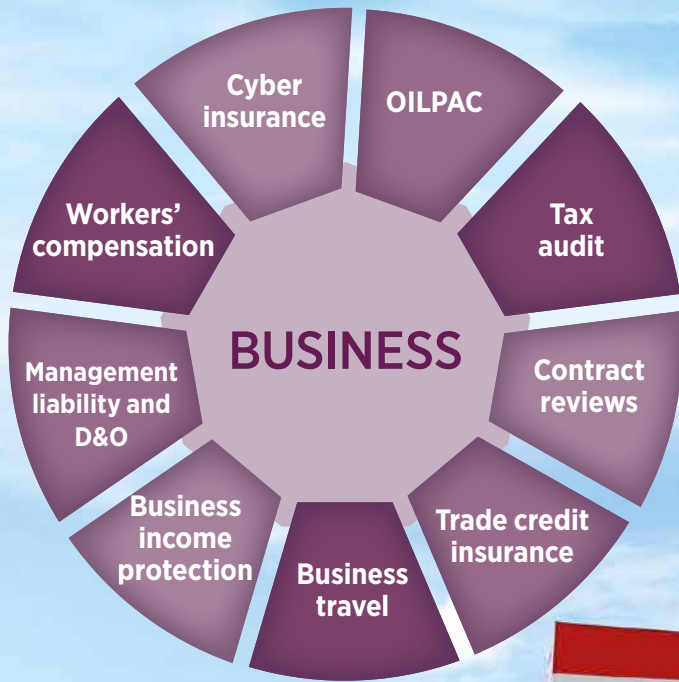 Cyber
insurance
OILPAC
Tax
audit
Contract
reviews
Trade credit
insurance
Business
travel
Business
income
protection
Management
liability and
D&O
Workers’
compensation
BUSINESS